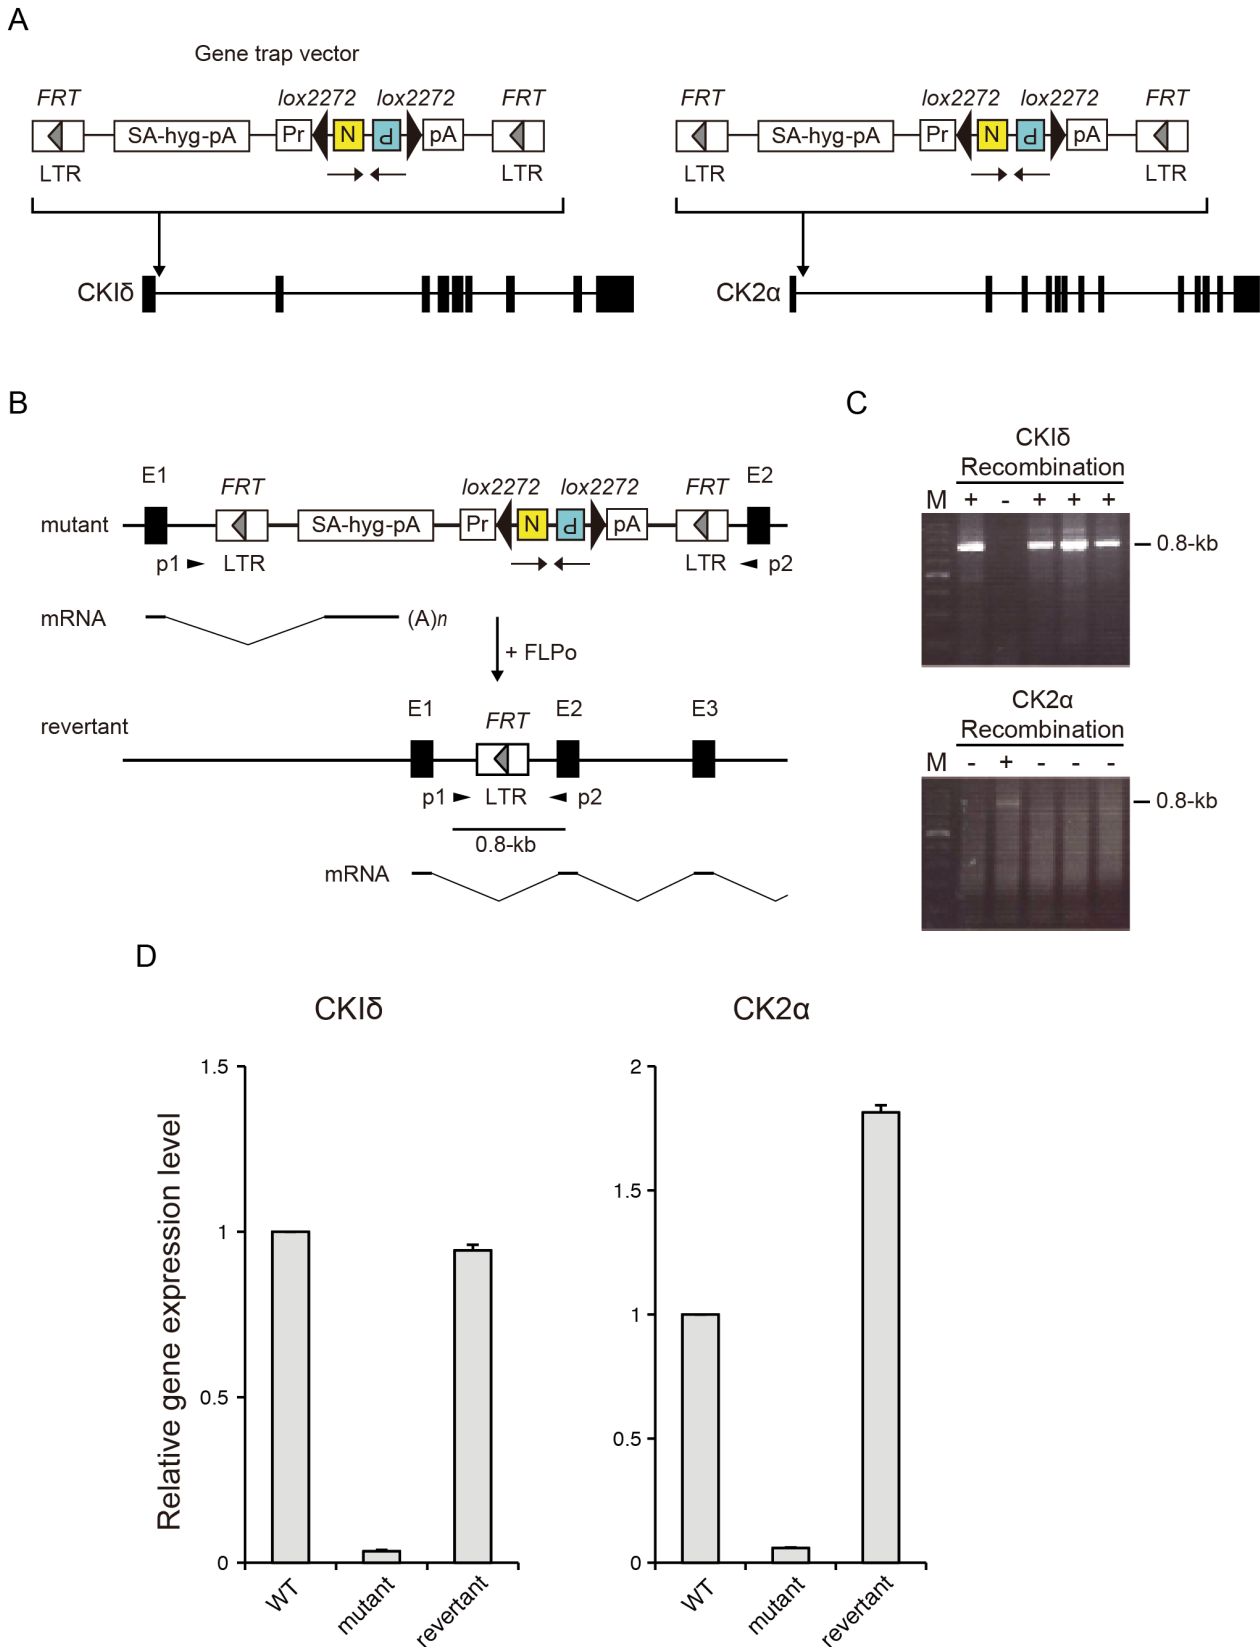 A
Gene trap vector
FRT lox2272 lox2272 FRT
SA-hyg-pA Pr N P pA
LTR LTR
CKIδ
FRT lox2272 lox2272 FRT
SA-hyg-pA Pr N P pA
LTR LTR
CK2α
B
E1 FRT lox2272 lox2272 FRT E2
mutant SA-hyg-pA Pr N P pA
p1 LTR LTR p2
mRNA (A)n
+ FLPo
revertant E1 FRT E2 E3
p1 LTR p2
0.8-kb
mRNA
C
CKIδ
Recombination
M + - + + +
0.8-kb
CK2α
Recombination
M - + - - -
0.8-kb
D
CKIδ
Relative gene expression level
1.5
1
0.5
0
WT mutant revertant
CK2α
2
1.5
1
0.5
0
WT mutant revertant